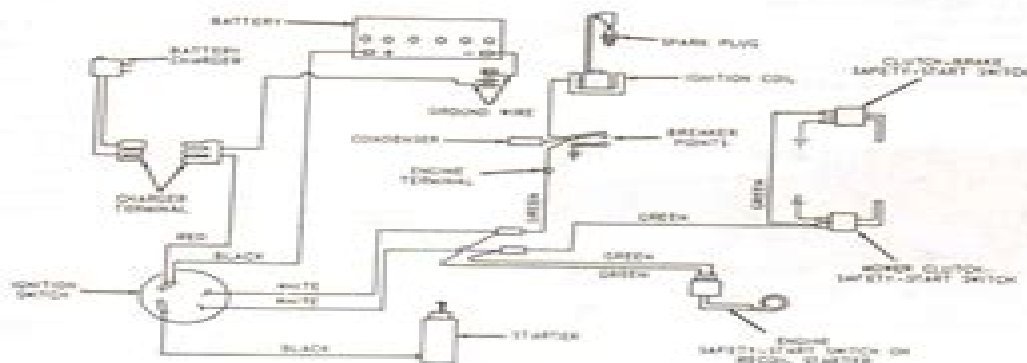 BATTERY
SPARK PLUG
BATTERY
CHARGER
CLUTCH-BRAKE
SAFETY-START SWITCH
IGNITION COIL
GROUND WIRE
CONDENSER
BREAKER
POINTS
ENGINE
TERMINAL
CHARGER
TERMINAL
GREEN
GREEN
GREEN
RED
BLACK
GREEN
GREEN
MOWER CLUTCH
SAFETY-START SWITCH
IGNITION
SWITCH
WHITE
WHITE
STARTER
BLACK
ENGINE
SAFETY-START SWITCH ON
RECOIL STARTER